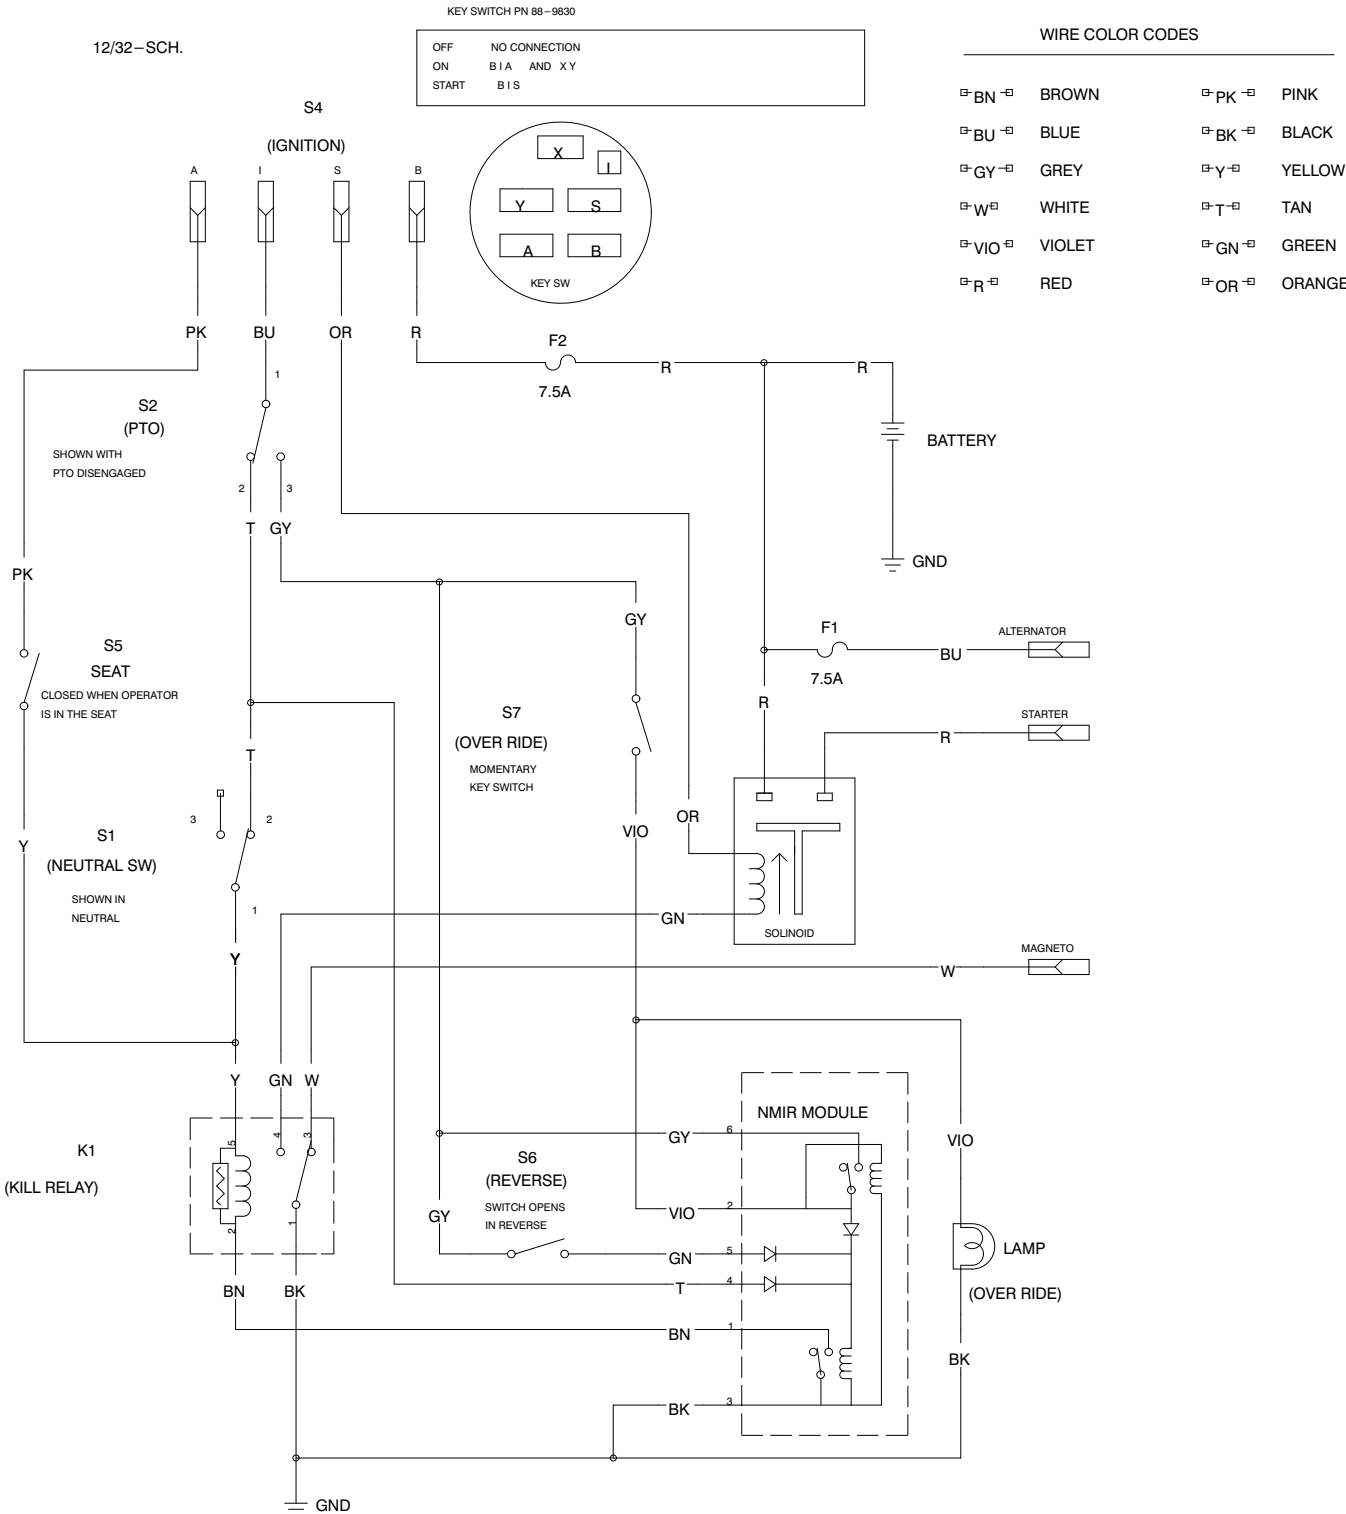 KEY SWITCH PN 88-9830
12/32-SCH.
OFF NO CONNECTION
ON B I A AND X Y
START B I S
WIRE COLOR CODES
BN BROWN PK PINK
BU BLUE BK BLACK
GY GREY Y YELLOW
W WHITE T TAN
VIO VIOLET GN GREEN
R RED OR ORANGE
S4
(IGNITION)
A I S B
X
I
Y S
A B
KEY SW
PK BU OR R
F2
7.5A
R R
1
S2
(PTO)
SHOWN WITH
PTO DISENGAGED
2 3
T GY
BATTERY
GND
PK
S5
SEAT
CLOSED WHEN OPERATOR
IS IN THE SEAT
GY
F1
7.5A
BU
ALTERNATOR
R
STARTER
R
S7
(OVER RIDE)
MOMENTARY
KEY SWITCH
T
3 2
S1
(NEUTRAL SW)
SHOWN IN
NEUTRAL
1
Y
VIO
OR
GN
SOLINOID
Y
MAGNETO
W
Y GN W
K1
(KILL RELAY)
5 4 3
2 1
BN BK
NMIR MODULE
GY 6
S6
(REVERSE)
SWITCH OPENS
IN REVERSE
GY
VIO 2
GN 5
T 4
BN 1
BK 3
VIO
LAMP
(OVER RIDE)
BK
GND